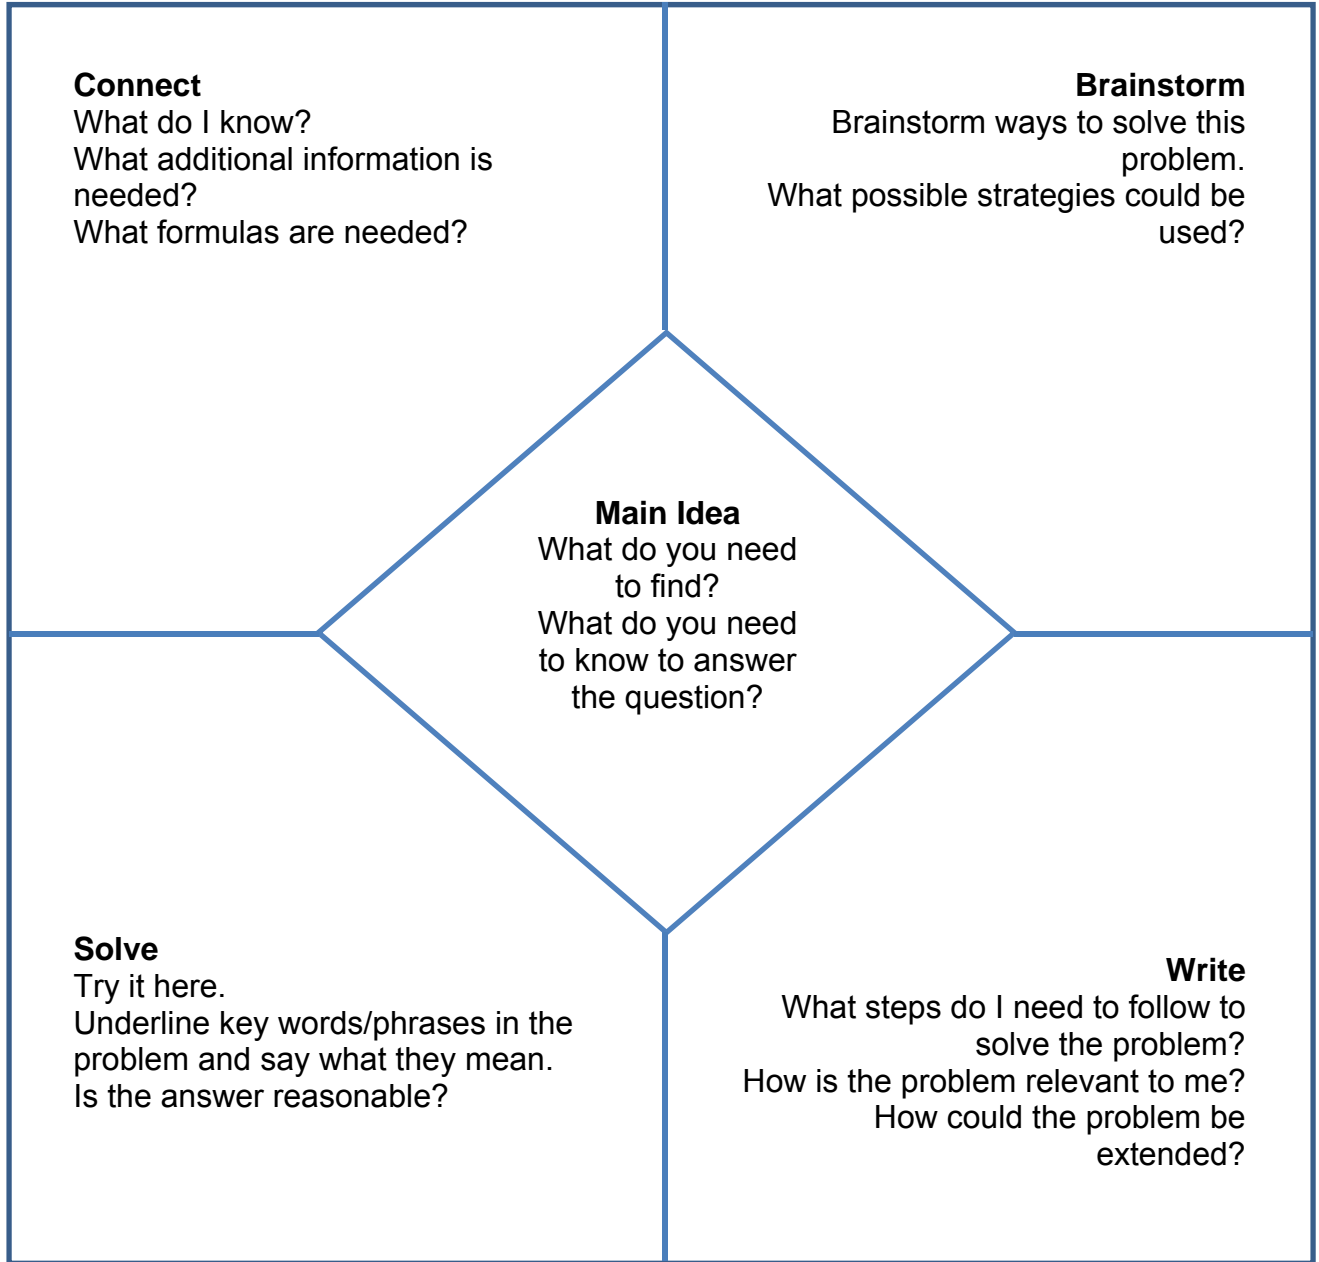 Connect
What do I know?
What additional information is
needed?
What formulas are needed?
Brainstorm
Brainstorm ways to solve this
problem.
What possible strategies could be
used?
Main Idea
What do you need
to find?
What do you need
to know to answer
the question?
Solve
Try it here.
Underline key words/phrases in the
problem and say what they mean.
Is the answer reasonable?
Write
What steps do I need to follow to
solve the problem?
How is the problem relevant to me?
How could the problem be
extended?